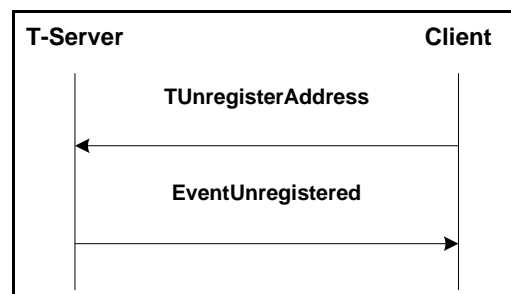 T-Server Client
TUnregisterAddress
EventUnregistered